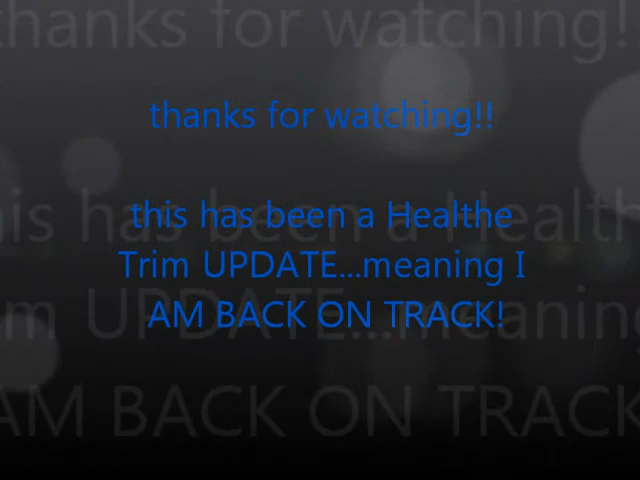 thanks for watching!!
this has been a Healthe
Trim UPDATE...meaning I
AM BACK ON TRACK!